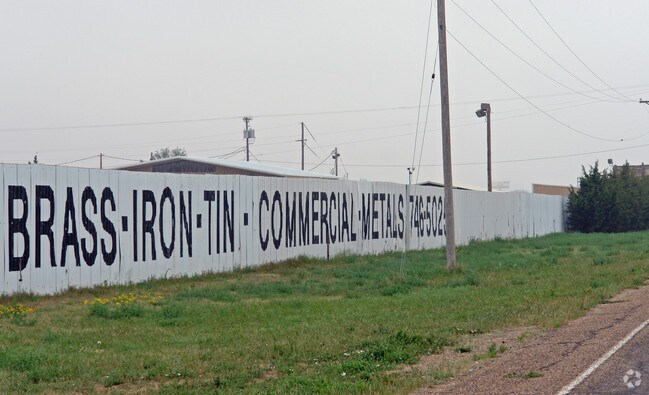 BRASS-IRON-TIN - COMMERCIAL-METALS 746-502